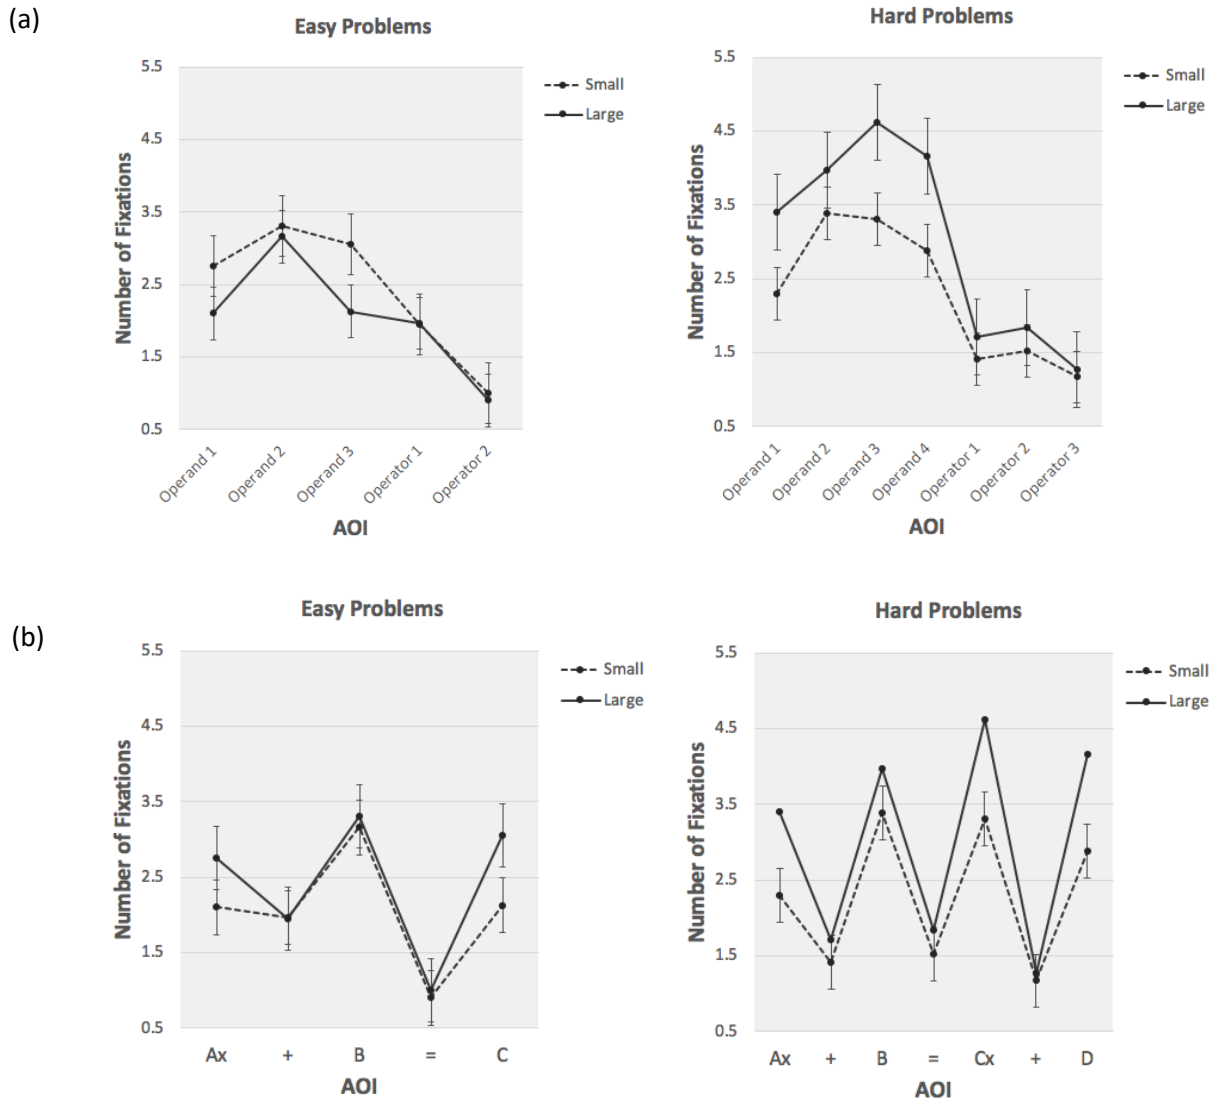 (a)
Easy Problems
Number of Fixations
5.5
4.5
3.5
2.5
1.5
0.5
Operand 1
Operand 2
Operand 3
Operator 1
Operator 2
AOI
Small
Large
Hard Problems
Number of Fixations
5.5
4.5
3.5
2.5
1.5
0.5
Operand 1
Operand 2
Operand 3
Operand 4
Operator 1
Operator 2
Operator 3
AOI
Small
Large
(b)
Easy Problems
Number of Fixations
5.5
4.5
3.5
2.5
1.5
0.5
Ax + B = C
AOI
Small
Large
Hard Problems
Number of Fixations
5.5
4.5
3.5
2.5
1.5
0.5
Ax + B = Cx + D
AOI
Small
Large